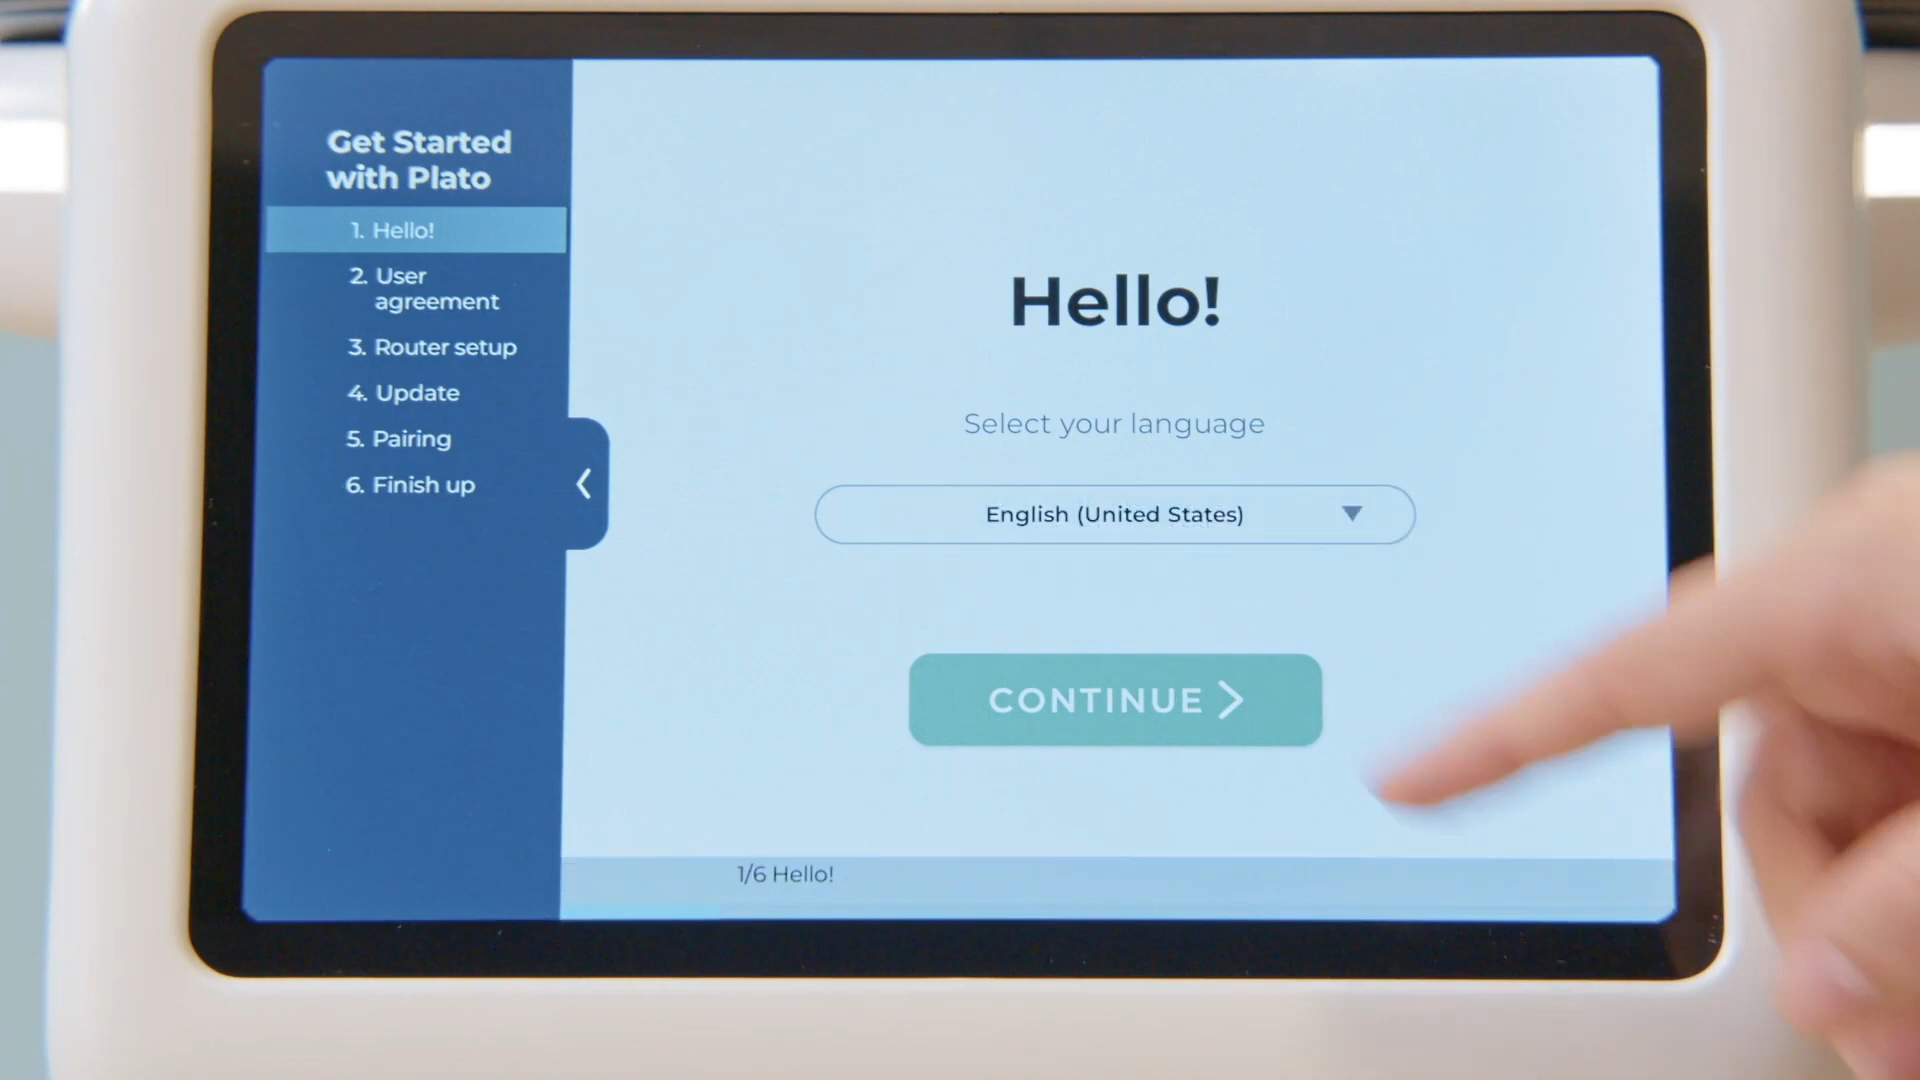 Get Started
with Plato
1. Hello!
2. User
agreement
3. Router setup
4. Update
5. Pairing
6. Finish up
Hello!
Select your language
English (United States)
CONTINUE
1/6 Hello!